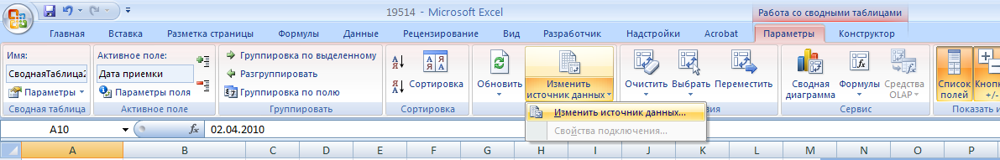 19514 - Microsoft Excel
Работа со сводными таблицами
Главная Вставка Разметка страницы Формулы Данные Рецензирование Вид Разработчик Надстройки Acrobat Параметры Конструктор
Имя:
СводнаяТаблица2
Параметры
Сводная таблица
Активное поле:
Дата приемки
Параметры поля
Активное поле
Группировка по выделенному
Разгруппировать
Группировка по полю
Группировать
Сортировка
Сортировка
Обновить
Изменить
источник данных
Очистить Выбрать Переместить
Сводная
диаграмма
Формулы
Средства
OLAP
Сервис
Список
полей
+/-
Показать и
Изменить источник данных...
Свойства подключения...
A10
fx
02.04.2010
A B C D E F G H I J K L M N O P